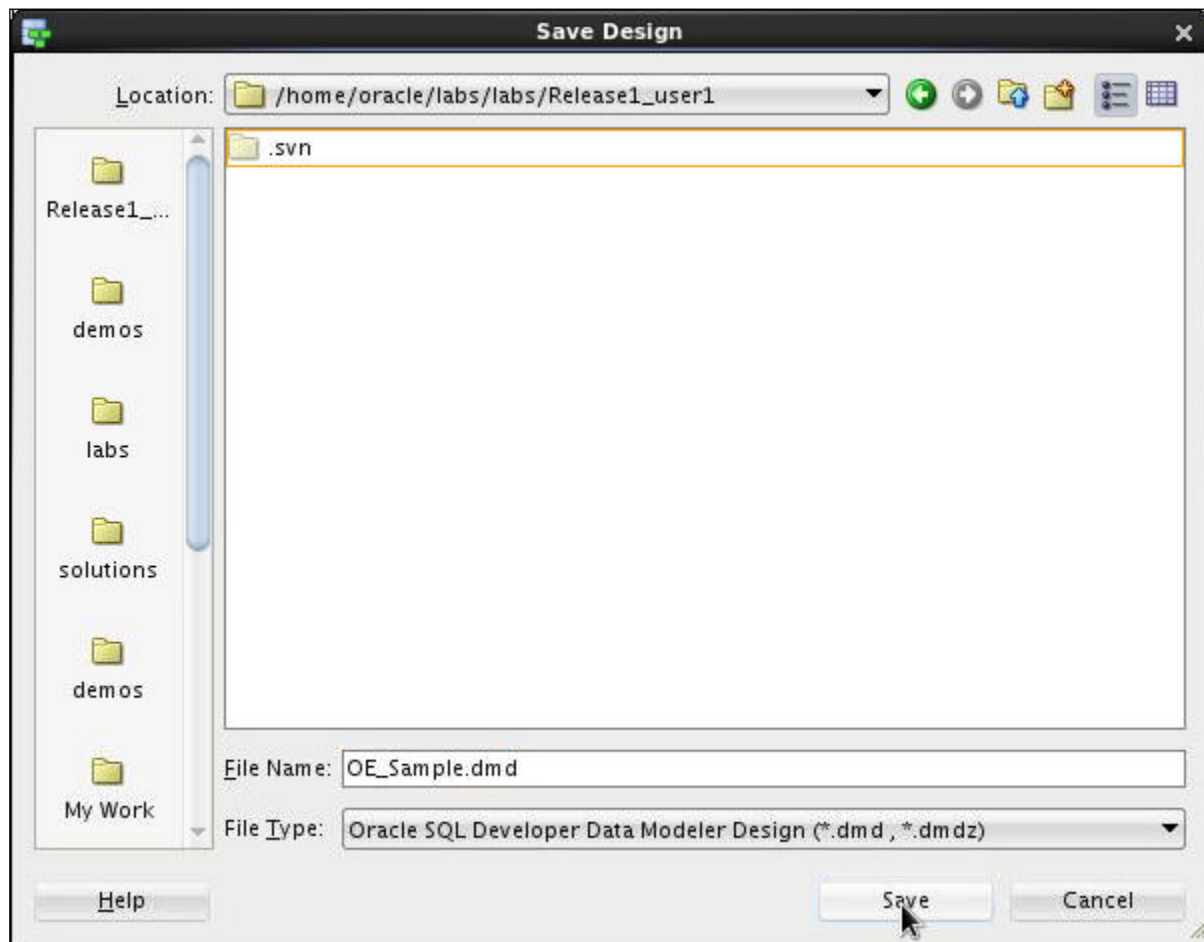 Save Design
Location: /home/oracle/labs/labs/Release1_user1
.svn
Release1_...
demos
labs
solutions
demos
My Work
File Name: OE_Sample.dmd
File Type: Oracle SQL Developer Data Modeler Design (*.dmd , *.dmdz)
Help Save Cancel